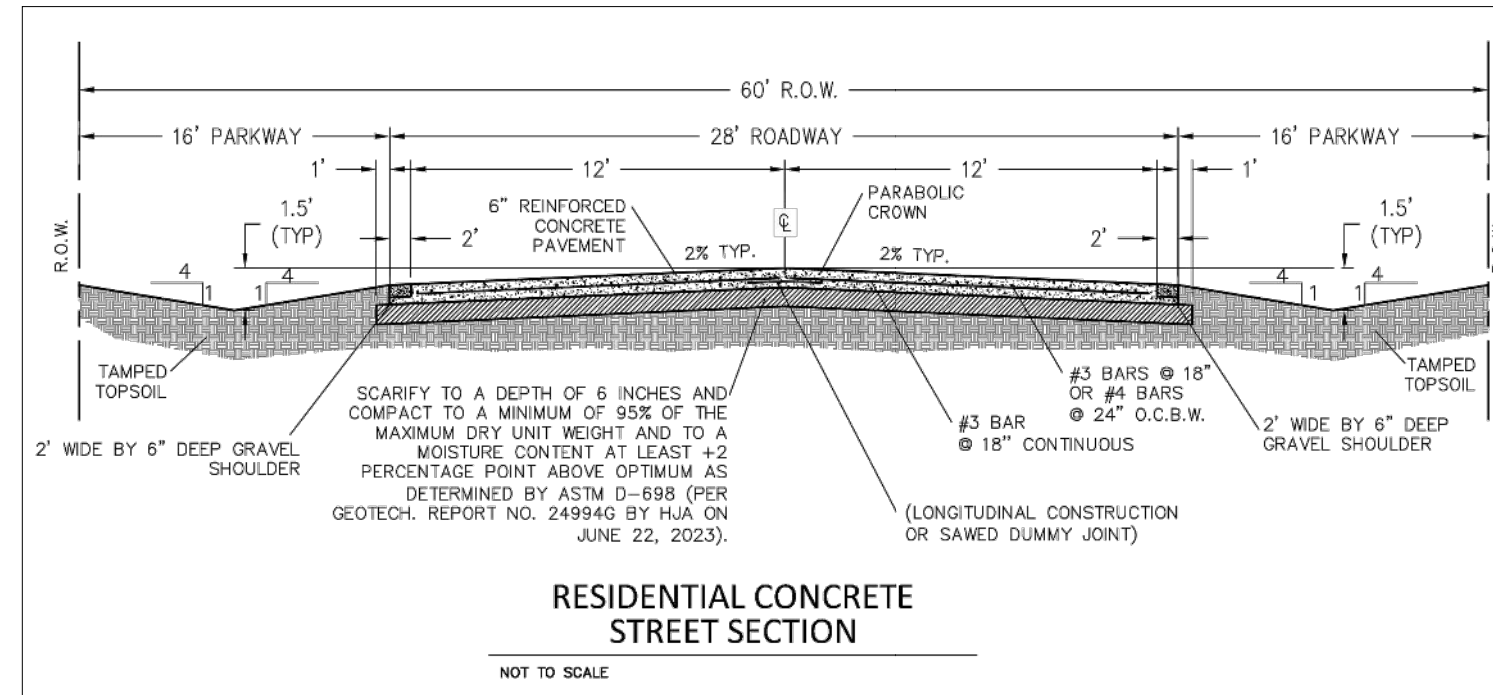 60' R.O.W.
16' PARKWAY
28' ROADWAY
16' PARKWAY
1'
12'
12'
1'
R.O.W.
1.5'
(TYP)
2'
6" REINFORCED
CONCRETE
PAVEMENT
2% TYP.
℄
PARABOLIC
CROWN
2% TYP.
2'
1.5'
(TYP)
4
1
4
1
4
1
4
1
TAMPED
TOPSOIL
2' WIDE BY 6" DEEP GRAVEL
SHOULDER
SCARIFY TO A DEPTH OF 6 INCHES AND
COMPACT TO A MINIMUM OF 95% OF THE
MAXIMUM DRY UNIT WEIGHT AND TO A
MOISTURE CONTENT AT LEAST +2
PERCENTAGE POINT ABOVE OPTIMUM AS
DETERMINED BY ASTM D-698 (PER
GEOTECH. REPORT NO. 24994G BY HJA ON
JUNE 22, 2023).
#3 BAR
@ 18" CONTINUOUS
#3 BARS @ 18"
OR #4 BARS
@ 24" O.C.B.W.
(LONGITUDINAL CONSTRUCTION
OR SAWED DUMMY JOINT)
2' WIDE BY 6" DEEP
GRAVEL SHOULDER
TAMPED
TOPSOIL
RESIDENTIAL CONCRETE
STREET SECTION
NOT TO SCALE